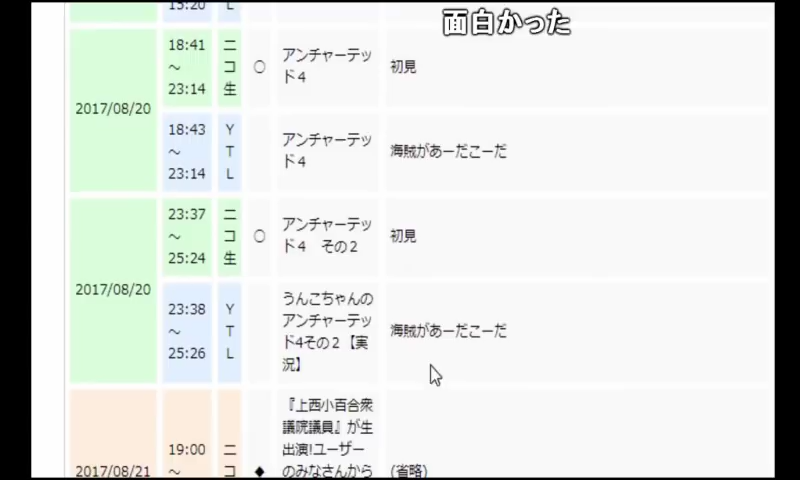 面白かった
15:20
L
2017/08/20
18:41
～
23:14
ニ
コ
生
○
アンチャーテッ
ド４
初見
18:43
～
23:14
Y
T
L
アンチャーテッ
ド４
海賊があーだこーだ
2017/08/20
23:37
～
25:24
ニ
コ
生
○
アンチャーテッ
ド４　その２
初見
23:38
～
25:26
Y
T
L
うんこちゃんの
アンチャーテッ
ド4その２【実
況】
海賊があーだこーだ
2017/08/21
19:00
～
ニ
コ
◆
『上西小百合衆
議院議員』が生
出演!ユーザー
のみなさんから
(省略)